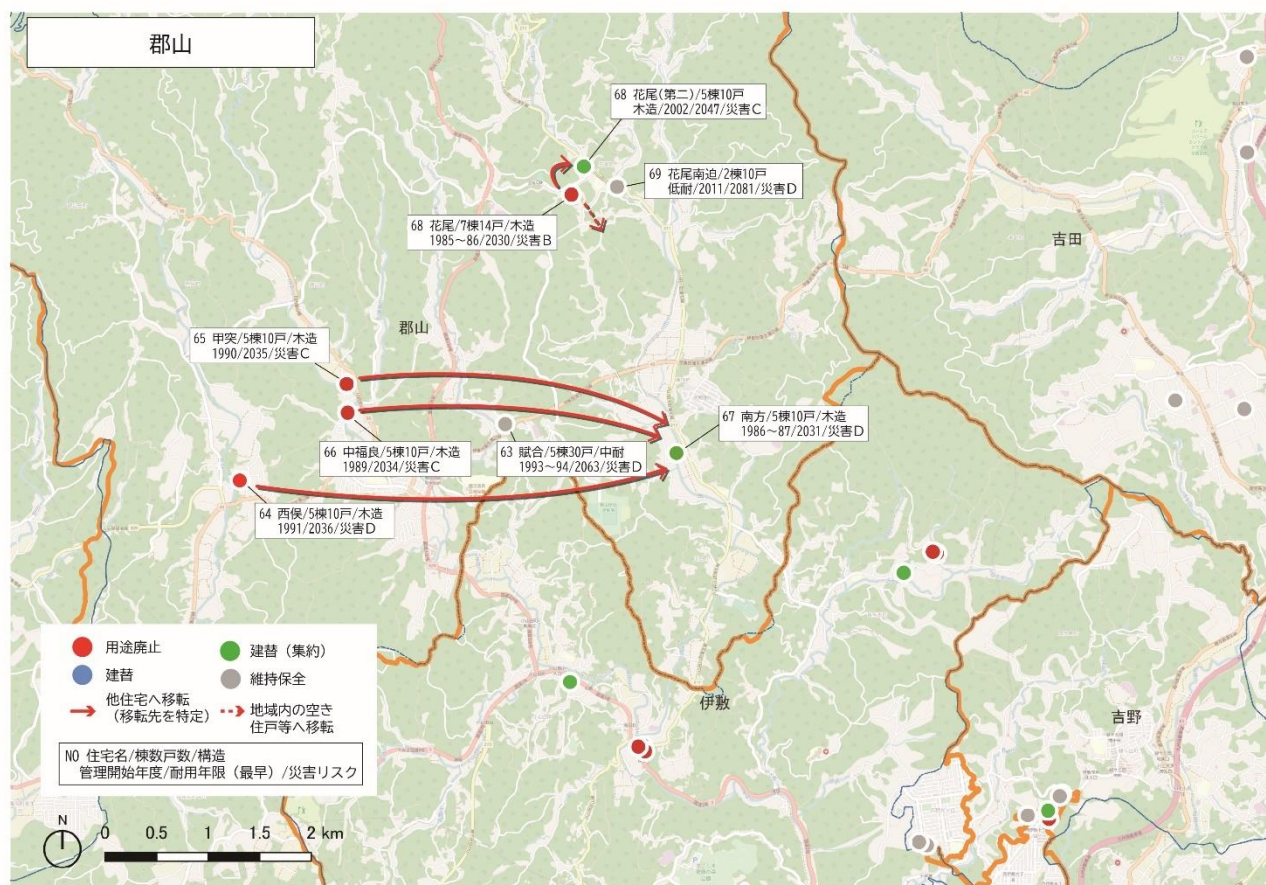 郡山
68 花尾(第二)/5棟10戸
木造/2002/2047/災害C
69 花尾南迫/2棟10戸
低耐/2011/2081/災害D
68 花尾/7棟14戸/木造
1985~86/2030/災害B
吉田
郡山
65 甲突/5棟10戸/木造
1990/2035/災害C
67 南方/5棟10戸/木造
1986~87/2031/災害D
66 中福良/5棟10戸/木造
1989/2034/災害C
63 賦合/5棟30戸/中耐
1993~94/2063/災害D
64 西俣/5棟10戸/木造
1991/2036/災害D
伊敷
吉野
用途廃止
建替(集約)
建替
維持保全
他住宅へ移転
(移転先を特定)
地域内の空き
住戸等へ移転
NO 住宅名/棟数戸数/構造
管理開始年度/耐用年限(最早)/災害リスク
N
0 0.5 1 1.5 2 km